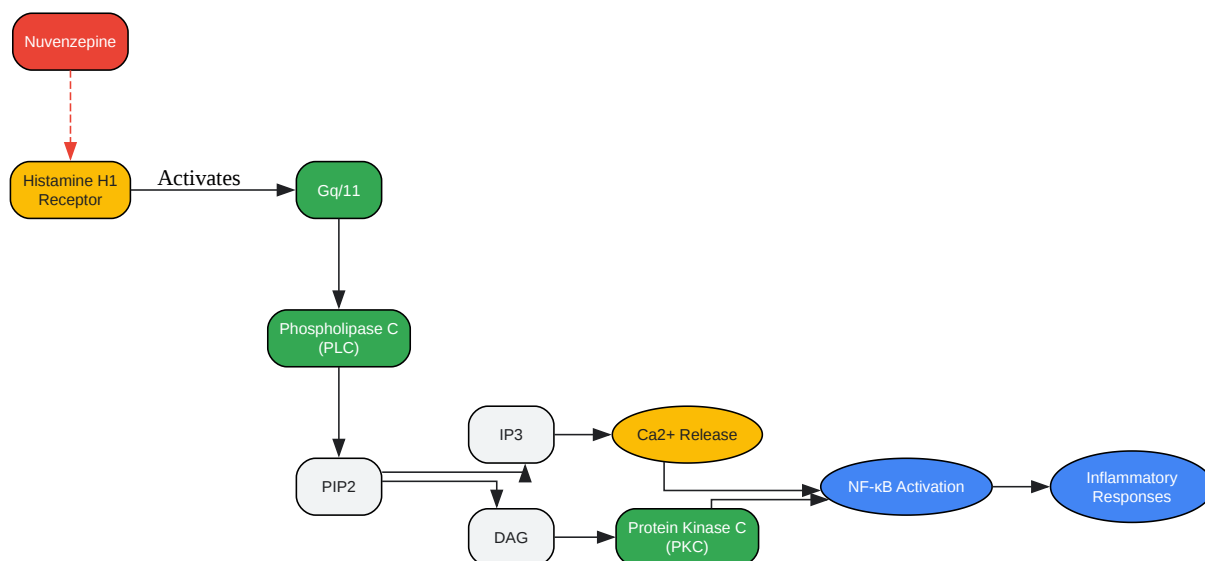 Nuvenzepine
Histamine H1
Receptor
Activates
Gq/11
Phospholipase C
(PLC)
PIP2
IP3
Ca2+ Release
DAG
Protein Kinase C
(PKC)
NF-κB Activation
Inflammatory
Responses